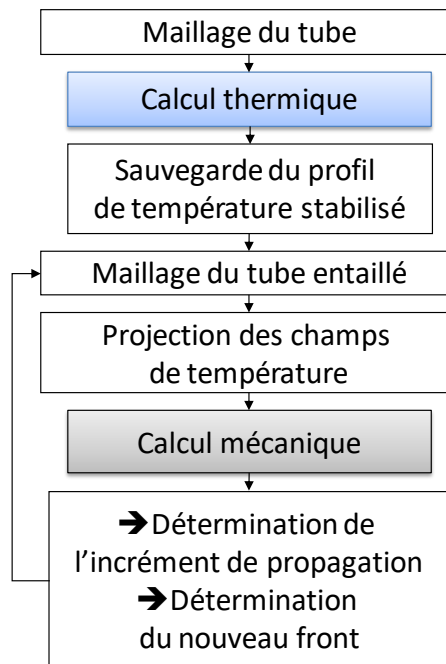 Maillage du tube
Calcul thermique
Sauvegarde du profil
de température stabilisé
Maillage du tube entaillé
Projection des champs
de température
Calcul mécanique
➔Détermination de
l'incrément de propagation
➔Détermination
du nouveau front